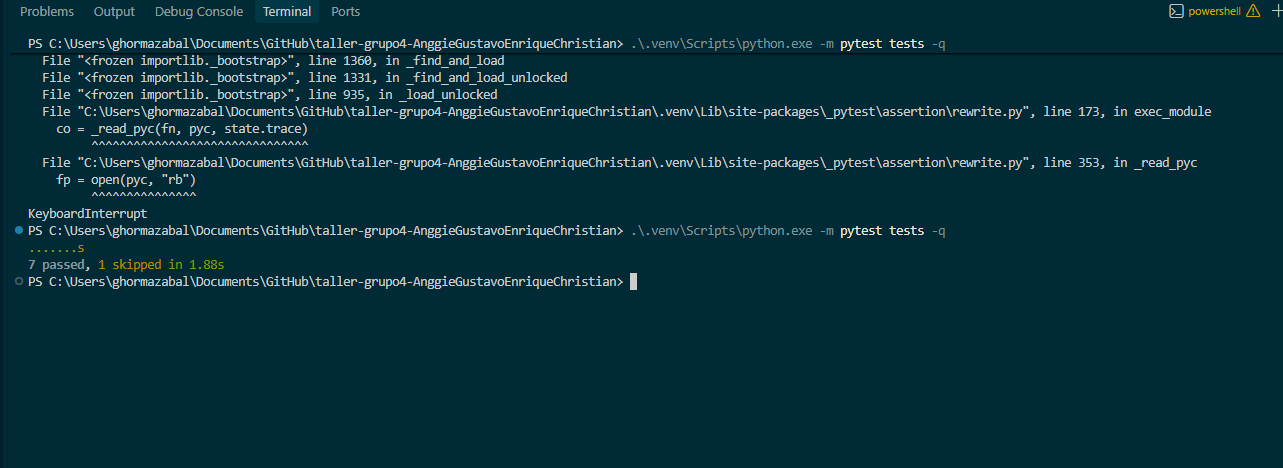 Problems Output Debug Console Terminal Ports powershell
PS C:\Users\ghormazabal\Documents\GitHub\taller-grupo4-AnggieGustavoEnriqueChristian> .\.venv\Scripts\python.exe -m pytest tests -q
File "<frozen importlib._bootstrap>", line 1360, in _find_and_load
File "<frozen importlib._bootstrap>", line 1331, in _find_and_load_unlocked
File "<frozen importlib._bootstrap>", line 935, in _load_unlocked
File "C:\Users\ghormazabal\Documents\GitHub\taller-grupo4-AnggieGustavoEnriqueChristian\.venv\Lib\site-packages\_pytest\assertion\rewrite.py", line 173, in exec_module
co = _read_pyc(fn, pyc, state.trace)
^^^^^^^^^^^^^^^^^^^^^^^^^^^^^^^
File "C:\Users\ghormazabal\Documents\GitHub\taller-grupo4-AnggieGustavoEnriqueChristian\.venv\Lib\site-packages\_pytest\assertion\rewrite.py", line 353, in _read_pyc
fp = open(pyc, "rb")
^^^^^^^^^^^^^^^
KeyboardInterrupt
PS C:\Users\ghormazabal\Documents\GitHub\taller-grupo4-AnggieGustavoEnriqueChristian> .\.venv\Scripts\python.exe -m pytest tests -q
.......s
7 passed, 1 skipped in 1.88s
PS C:\Users\ghormazabal\Documents\GitHub\taller-grupo4-AnggieGustavoEnriqueChristian>